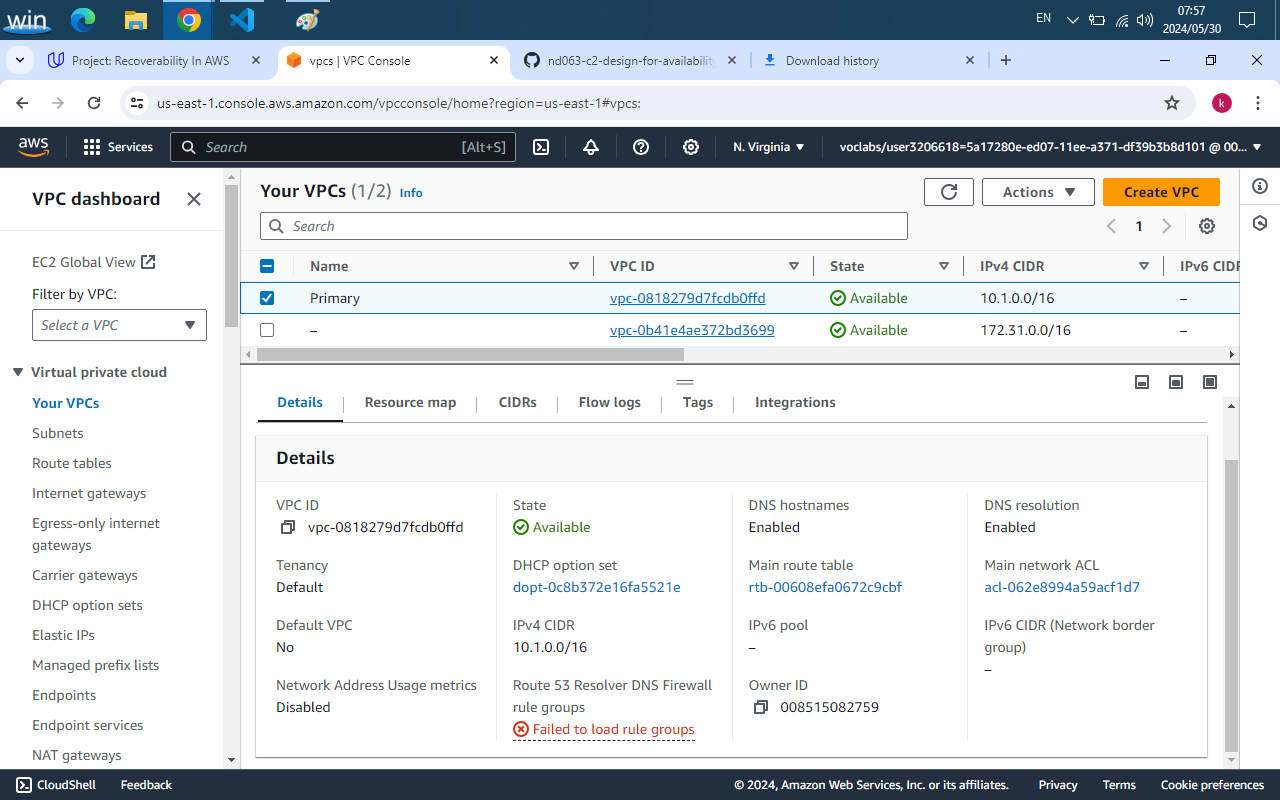 win
EN
07:57
2024/05/30
Project: Recoverability In AWS
vpcs | VPC Console
nd063-c2-design-for-availability
Download history
us-east-1.console.aws.amazon.com/vpcconsole/home?region=us-east-1#vpcs:
k
aws
Services
Search
[Alt+S]
N. Virginia
voclabs/user3206618=5a17280e-ed07-11ee-a371-df39b3b8d101 @ 00...
VPC dashboard
EC2 Global View
Filter by VPC:
Select a VPC
Virtual private cloud
Your VPCs
Subnets
Route tables
Internet gateways
Egress-only internet
gateways
Carrier gateways
DHCP option sets
Elastic IPs
Managed prefix lists
Endpoints
Endpoint services
NAT gateways
Your VPCs (1/2) Info
Actions
Create VPC
Search
1
Name VPC ID State IPv4 CIDR IPv6 CIDR
Primary vpc-0818279d7fcdb0ffd Available 10.1.0.0/16 –
– vpc-0b41e4ae372bd3699 Available 172.31.0.0/16 –
Details Resource map CIDRs Flow logs Tags Integrations
Details
VPC ID
vpc-0818279d7fcdb0ffd
State
Available
DNS hostnames
Enabled
DNS resolution
Enabled
Tenancy
Default
DHCP option set
dopt-0c8b372e16fa5521e
Main route table
rtb-00608efa0672c9cbf
Main network ACL
acl-062e8994a59acf1d7
Default VPC
No
IPv4 CIDR
10.1.0.0/16
IPv6 pool
–
IPv6 CIDR (Network border
group)
–
Network Address Usage metrics
Disabled
Route 53 Resolver DNS Firewall
rule groups
Failed to load rule groups
Owner ID
008515082759
CloudShell
Feedback
© 2024, Amazon Web Services, Inc. or its affiliates.
Privacy
Terms
Cookie preferences